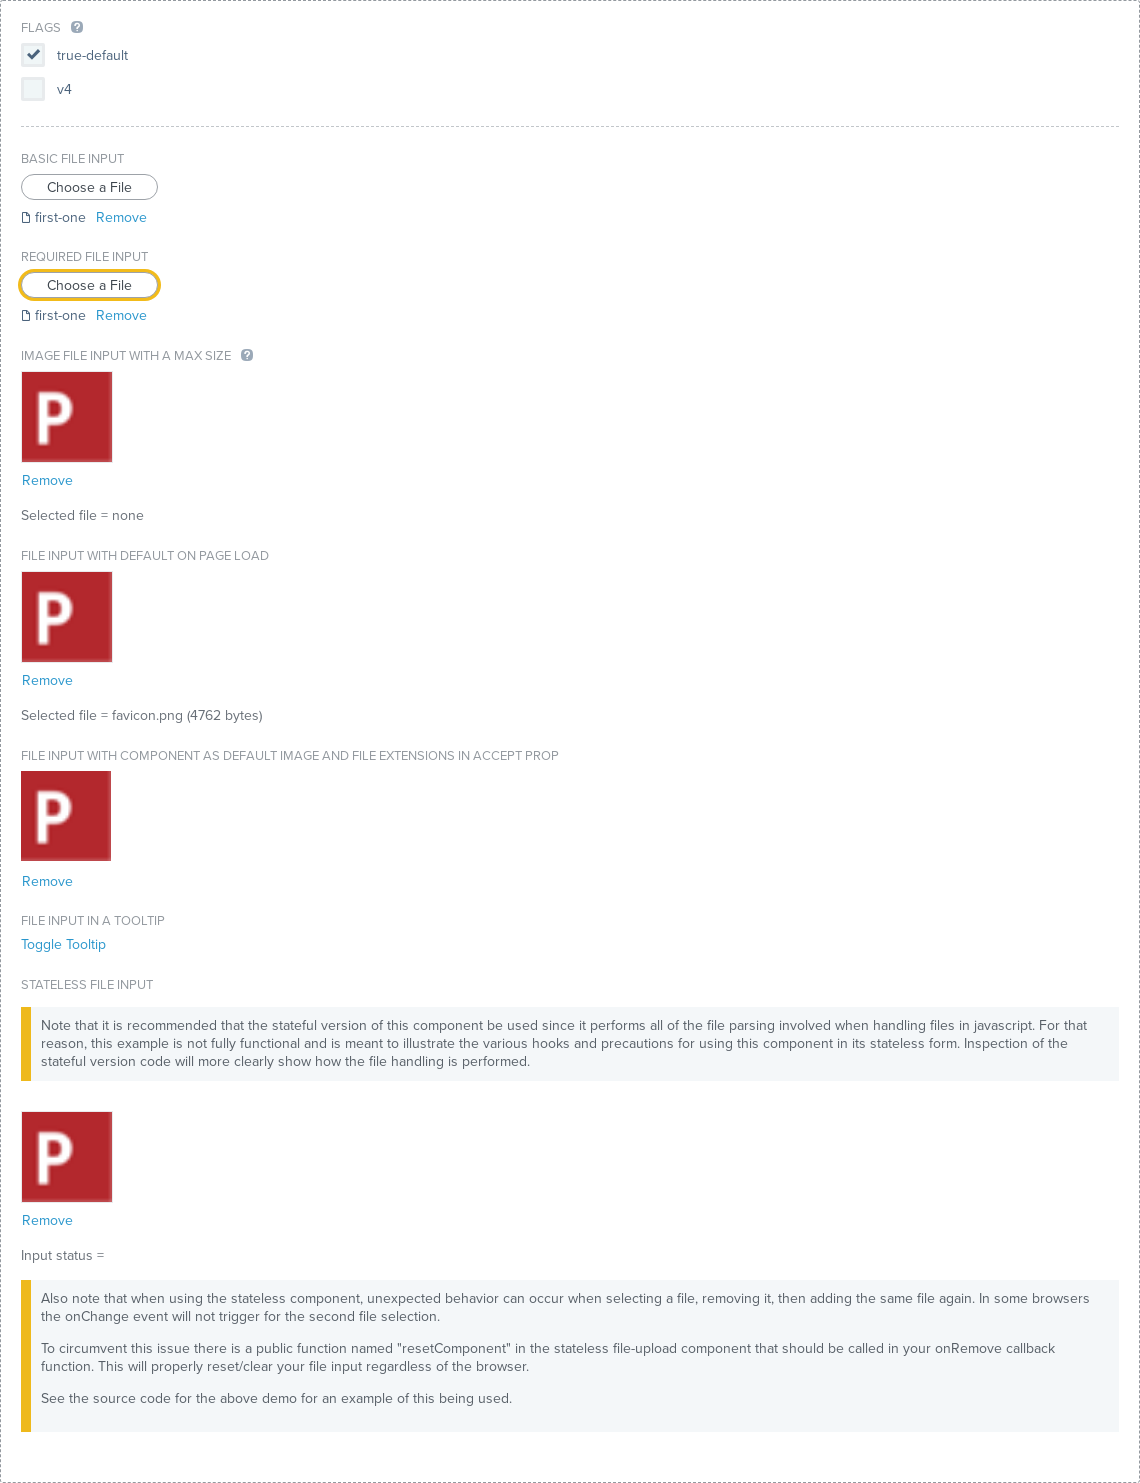 FLAGS ?
true-default
v4
BASIC FILE INPUT
Choose a File
first-one Remove
REQUIRED FILE INPUT
Choose a File
first-one Remove
IMAGE FILE INPUT WITH A MAX SIZE ?
P
Remove
Selected file = none
FILE INPUT WITH DEFAULT ON PAGE LOAD
P
Remove
Selected file = favicon.png (4762 bytes)
FILE INPUT WITH COMPONENT AS DEFAULT IMAGE AND FILE EXTENSIONS IN ACCEPT PROP
P
Remove
FILE INPUT IN A TOOLTIP
Toggle Tooltip
STATELESS FILE INPUT
Note that it is recommended that the stateful version of this component be used since it performs all of the file parsing involved when handling files in javascript. For that
reason, this example is not fully functional and is meant to illustrate the various hooks and precautions for using this component in its stateless form. Inspection of the
stateful version code will more clearly show how the file handling is performed.
P
Remove
Input status =
Also note that when using the stateless component, unexpected behavior can occur when selecting a file, removing it, then adding the same file again. In some browsers
the onChange event will not trigger for the second file selection.
To circumvent this issue there is a public function named "resetComponent" in the stateless file-upload component that should be called in your onRemove callback
function. This will properly reset/clear your file input regardless of the browser.
See the source code for the above demo for an example of this being used.